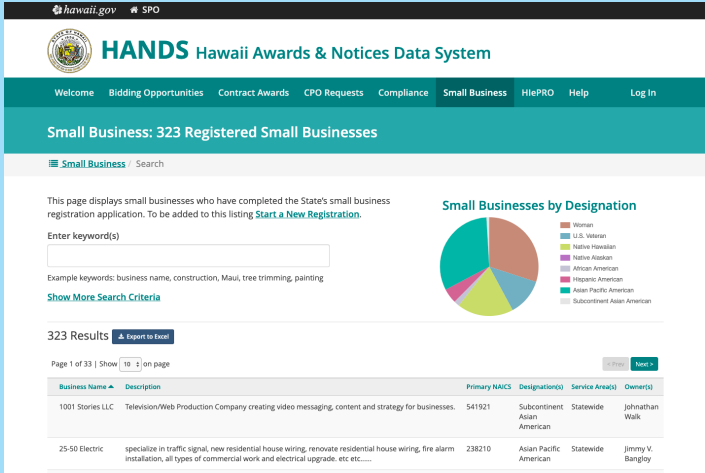 hawaii.gov SPO
HANDS Hawaii Awards & Notices Data System
Welcome Bidding Opportunities Contract Awards CPO Requests Compliance Small Business HIePRO Help Log In
Small Business: 323 Registered Small Businesses
Small Business / Search
This page displays small businesses who have completed the State's small business
registration application. To be added to this listing Start a New Registration.
Enter keyword(s)
Example keywords: business name, construction, Maui, tree trimming, painting
Show More Search Criteria
Small Businesses by Designation
Woman
U.S. Veteran
Native Hawaiian
Native Alaskan
African American
Hispanic American
Asian Pacific American
Subcontinent Asian American
323 Results Export to Excel
Page 1 of 33 | Show 10 on page
< Prev Next >
Business Name Description Primary NAICS Designation(s) Service Area(s) Owner(s)
1001 Stories LLC Television/Web Production Company creating video messaging, content and strategy for businesses. 541921 Subcontinent Statewide Johnathan
Asian Walk
American
25-50 Electric specialize in traffic signal, new residential house wiring, renovate residential house wiring, fire alarm 238210 Asian Pacific Statewide Jimmy V.
installation, all types of commercial work and electrical upgrade. etc etc...... American Bangloy